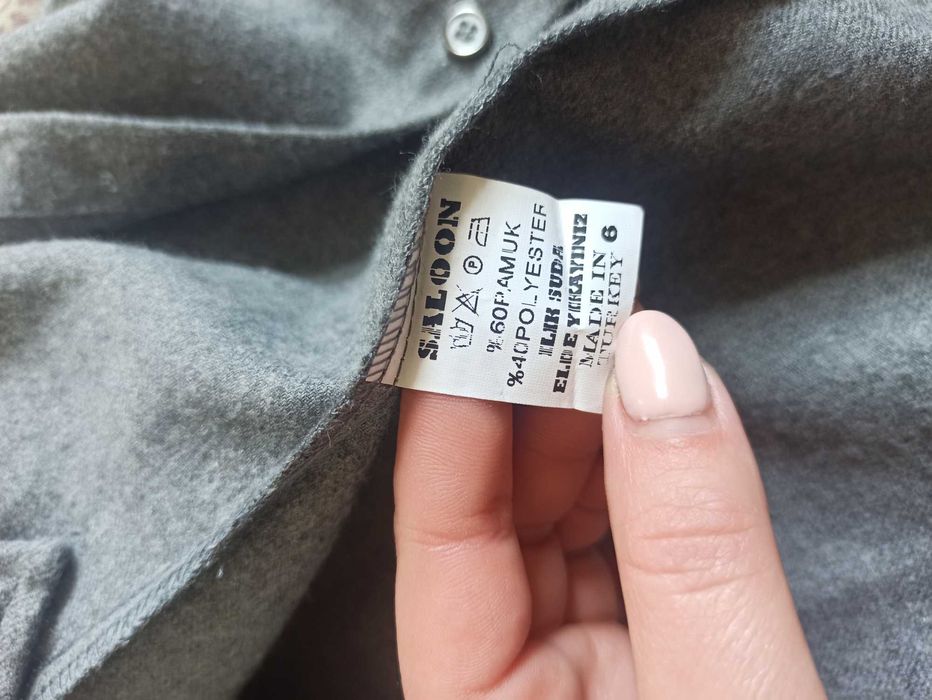 SALOON
P
%60PAMUK
%40POLYESTER
ILIK SUDA
ELDE YIKAYINIZ
MADE IN
TURKEY
6